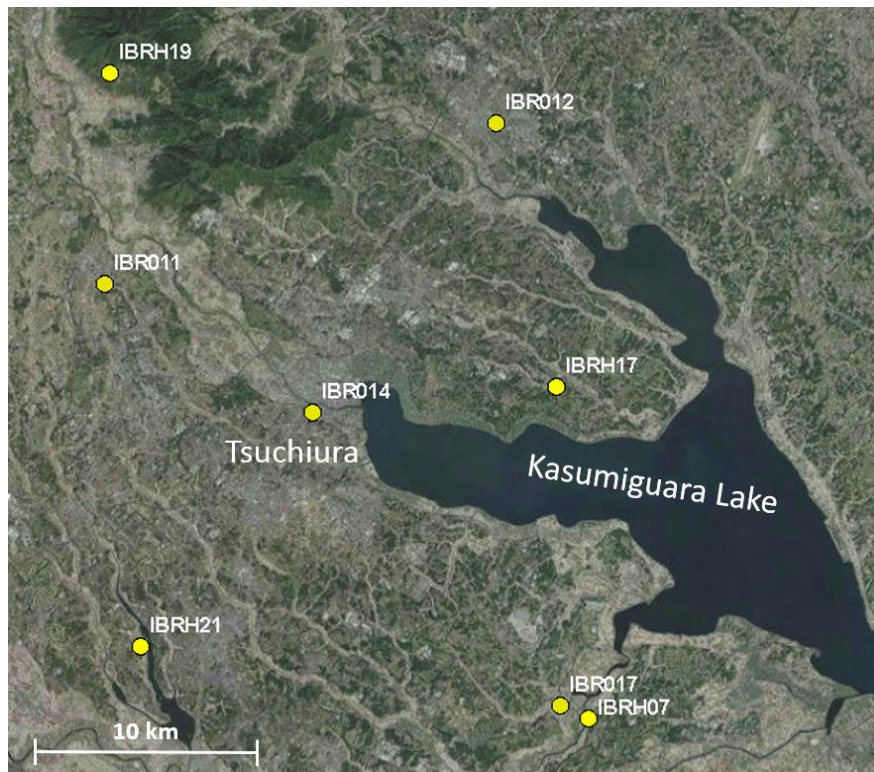 IBRH19
IBR012
IBR011
IBRH17
IBR014
Tsuchiura
Kasumiguara Lake
IBRH21
IBR017
IBRH07
10 km